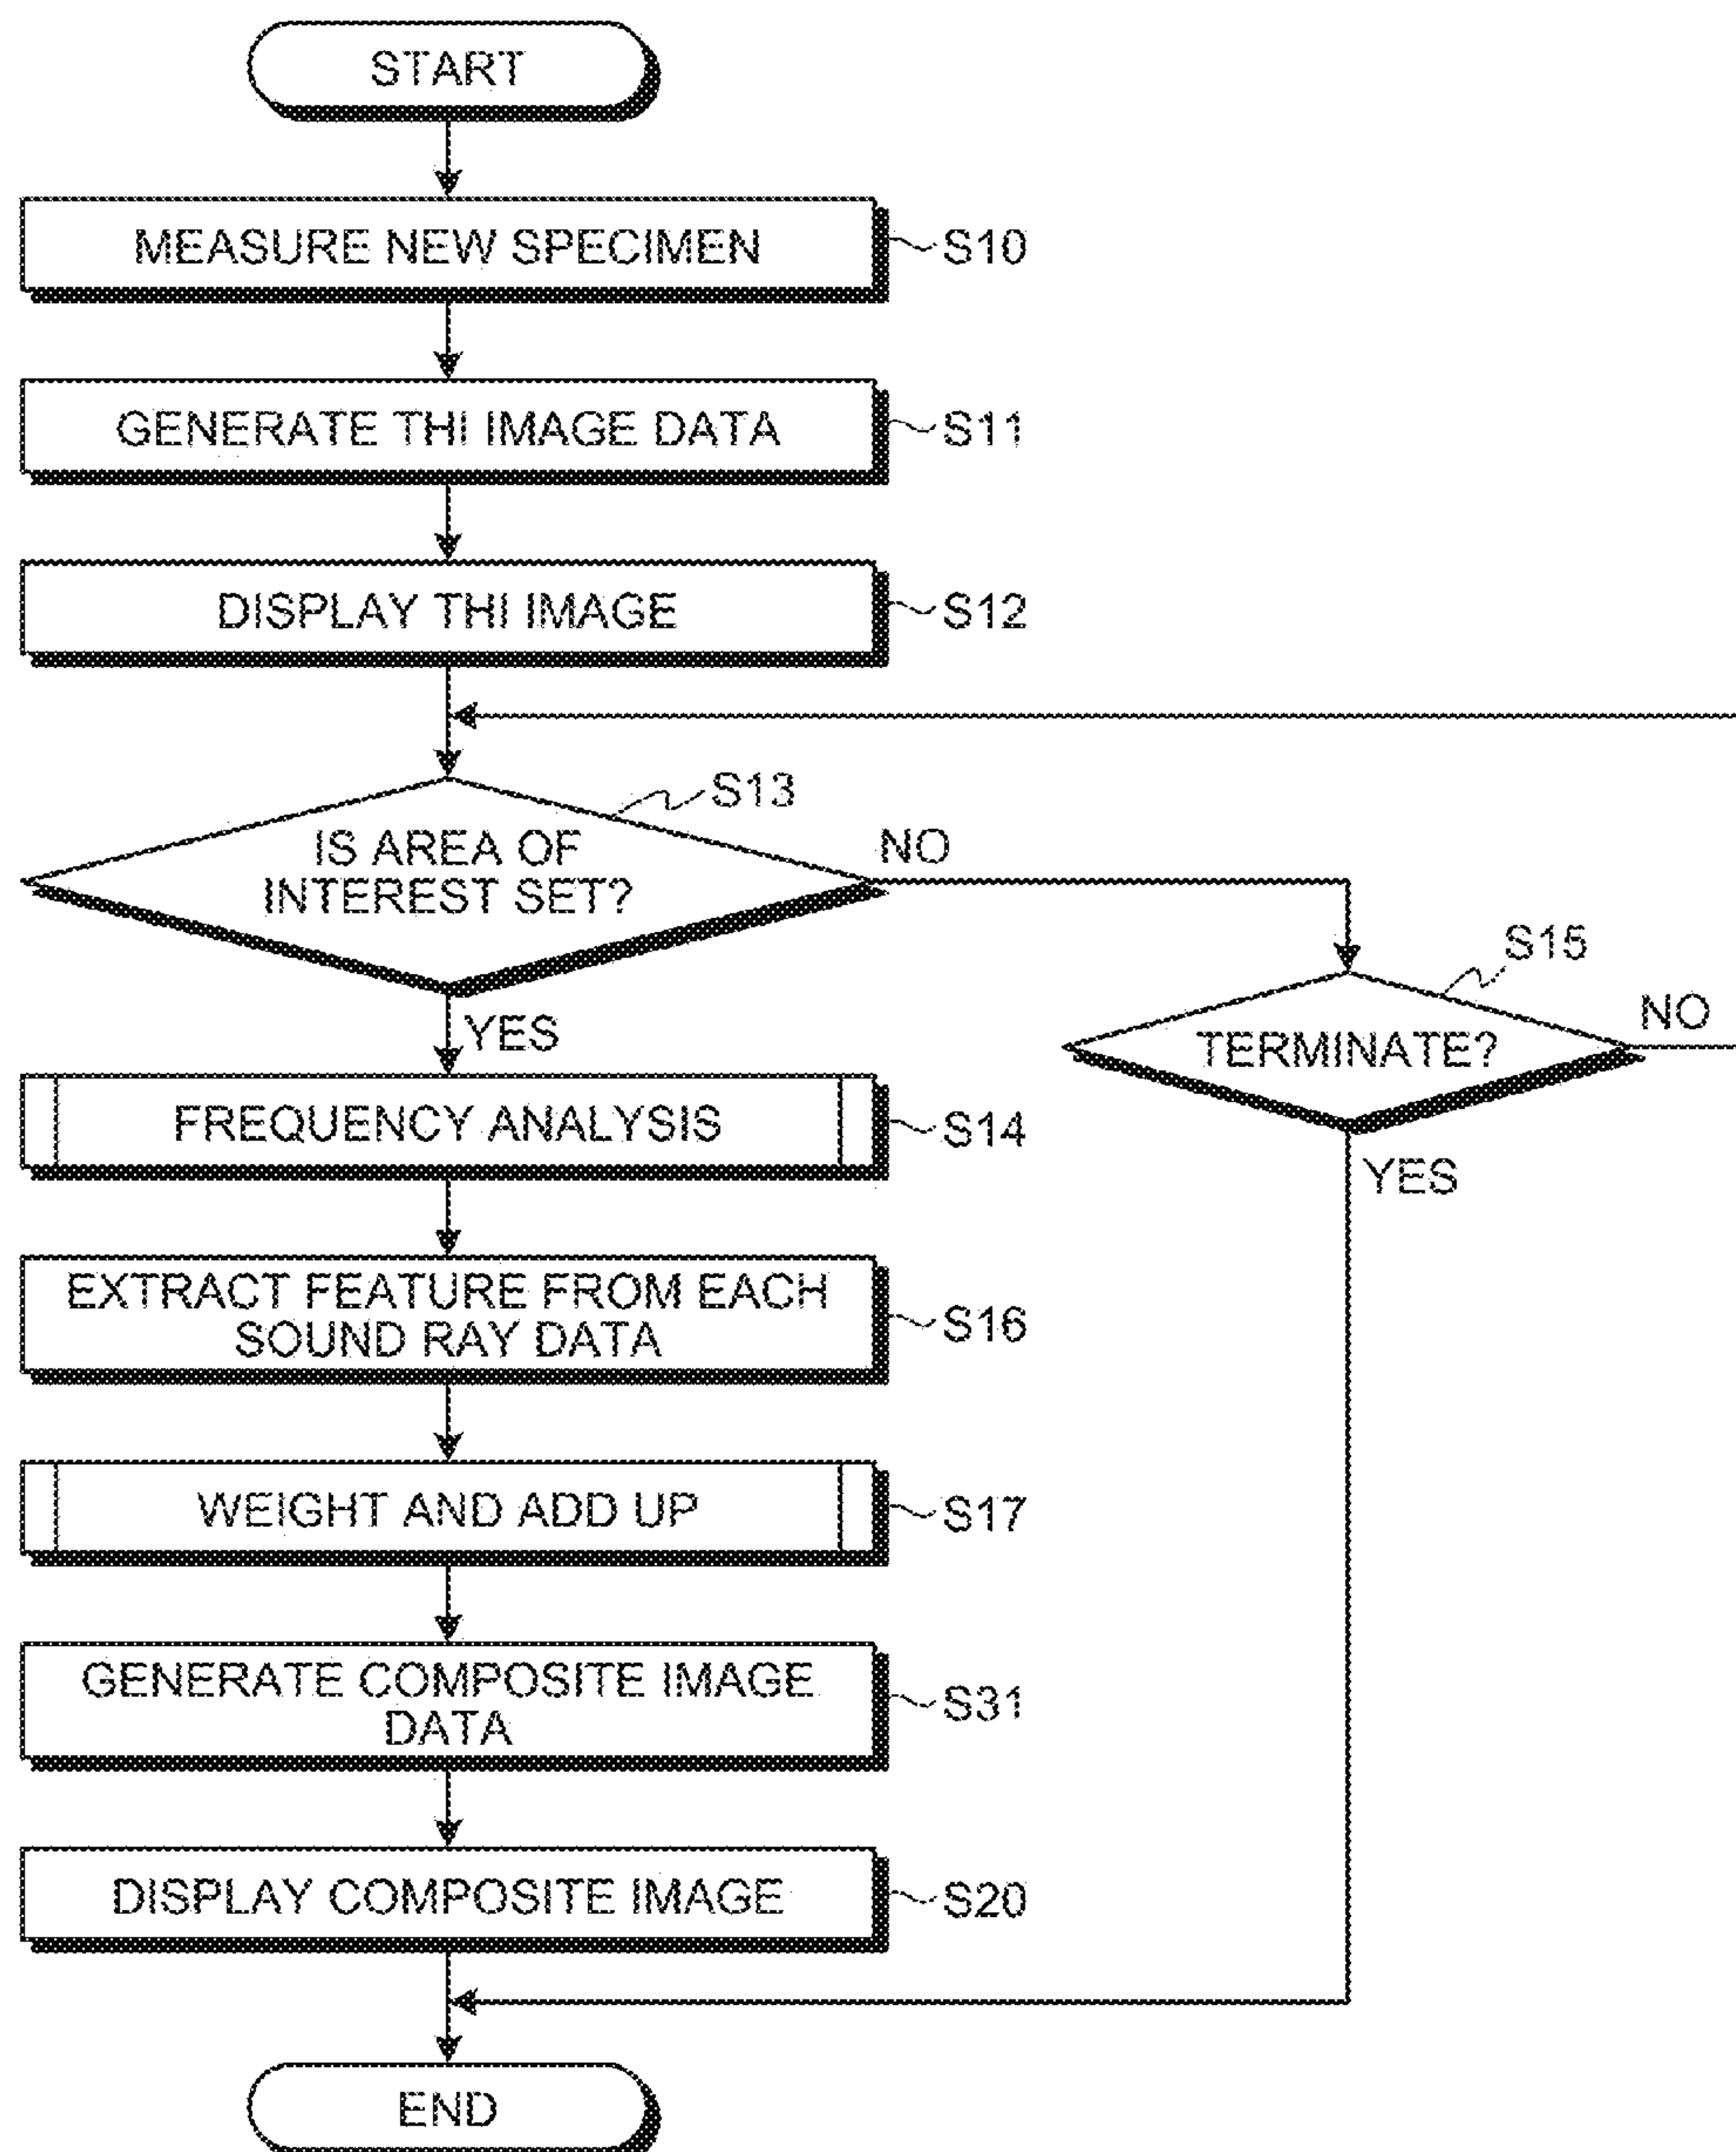 START
MEASURE NEW SPECIMEN
S10
GENERATE THI IMAGE DATA
S11
DISPLAY THI IMAGE
S12
S13
IS AREA OF
INTEREST SET?
NO
S15
TERMINATE?
NO
YES
YES
FREQUENCY ANALYSIS
S14
EXTRACT FEATURE FROM EACH
SOUND RAY DATA
S16
WEIGHT AND ADD UP
S17
GENERATE COMPOSITE IMAGE
DATA
S31
DISPLAY COMPOSITE IMAGE
S20
END